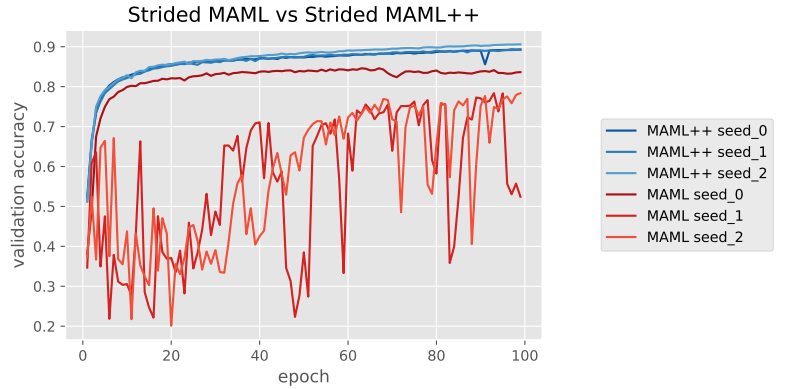 Strided MAML vs Strided MAML++
validation accuracy
0.9
0.8
0.7
0.6
0.5
0.4
0.3
0.2
0 20 40 60 80 100
epoch
MAML++ seed_0
MAML++ seed_1
MAML++ seed_2
MAML seed_0
MAML seed_1
MAML seed_2